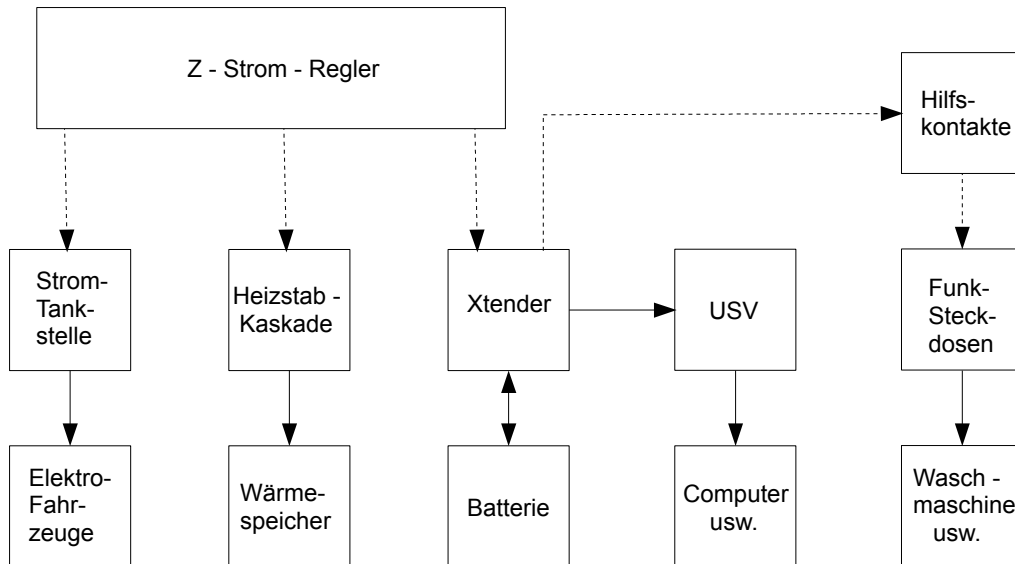 Z - Strom - Regler
Hilfs-
kontakte
Strom-
Tank-
stelle
Heizstab -
Kaskade
Xtender
USV
Funk-
Steck-
dosen
Elektro-
Fahr-
zeuge
Wärme-
speicher
Batterie
Computer
usw.
Wasch -
maschine
usw.